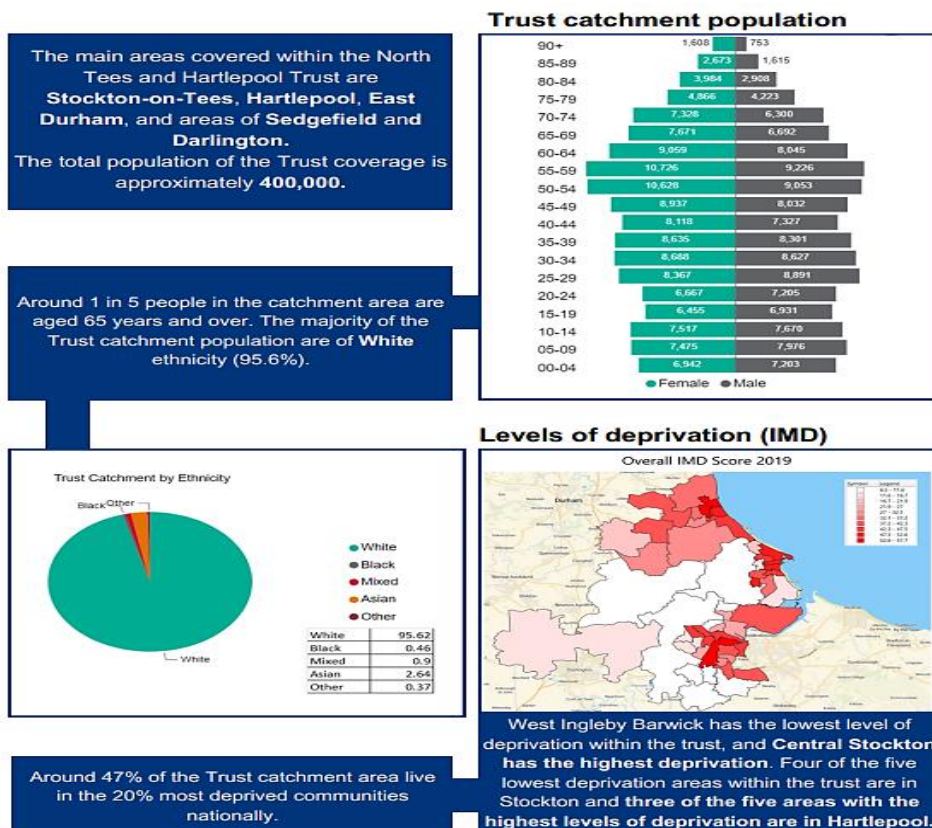 Trust catchment population
The main areas covered within the North
Tees and Hartlepool Trust are
Stockton-on-Tees, Hartlepool, East
Durham, and areas of Sedgefield and
Darlington.
The total population of the Trust coverage is
approximately 400,000.
90+ 1,608 753
85-89 2,673 1,615
80-84 3,984 2,908
75-79 4,866 4,223
70-74 7,328 6,300
65-69 7,671 6,692
60-64 9,059 8,045
55-59 10,726 9,226
50-54 10,628 9,053
45-49 8,937 8,032
40-44 8,118 7,327
35-39 8,635 8,301
30-34 8,688 8,627
25-29 8,367 8,891
20-24 6,667 7,205
15-19 6,455 6,931
10-14 7,517 7,670
05-09 7,475 7,976
00-04 6,942 7,203
Female Male
Around 1 in 5 people in the catchment area are
aged 65 years and over. The majority of the
Trust catchment population are of White
ethnicity (95.6%).
Trust Catchment by Ethnicity
Black Other
White
White
Black
Mixed
Asian
Other
White 95.62
Black 0.46
Mixed 0.9
Asian 2.64
Other 0.37
Levels of deprivation (IMD)
Overall IMD Score 2019
Symbol Legend
Durham
West Ingleby Barwick has the lowest level of
deprivation within the trust, and Central Stockton
has the highest deprivation. Four of the five
lowest deprivation areas within the trust are in
Stockton and three of the five areas with the
highest levels of deprivation are in Hartlepool.
Around 47% of the Trust catchment area live
in the 20% most deprived communities
nationally.